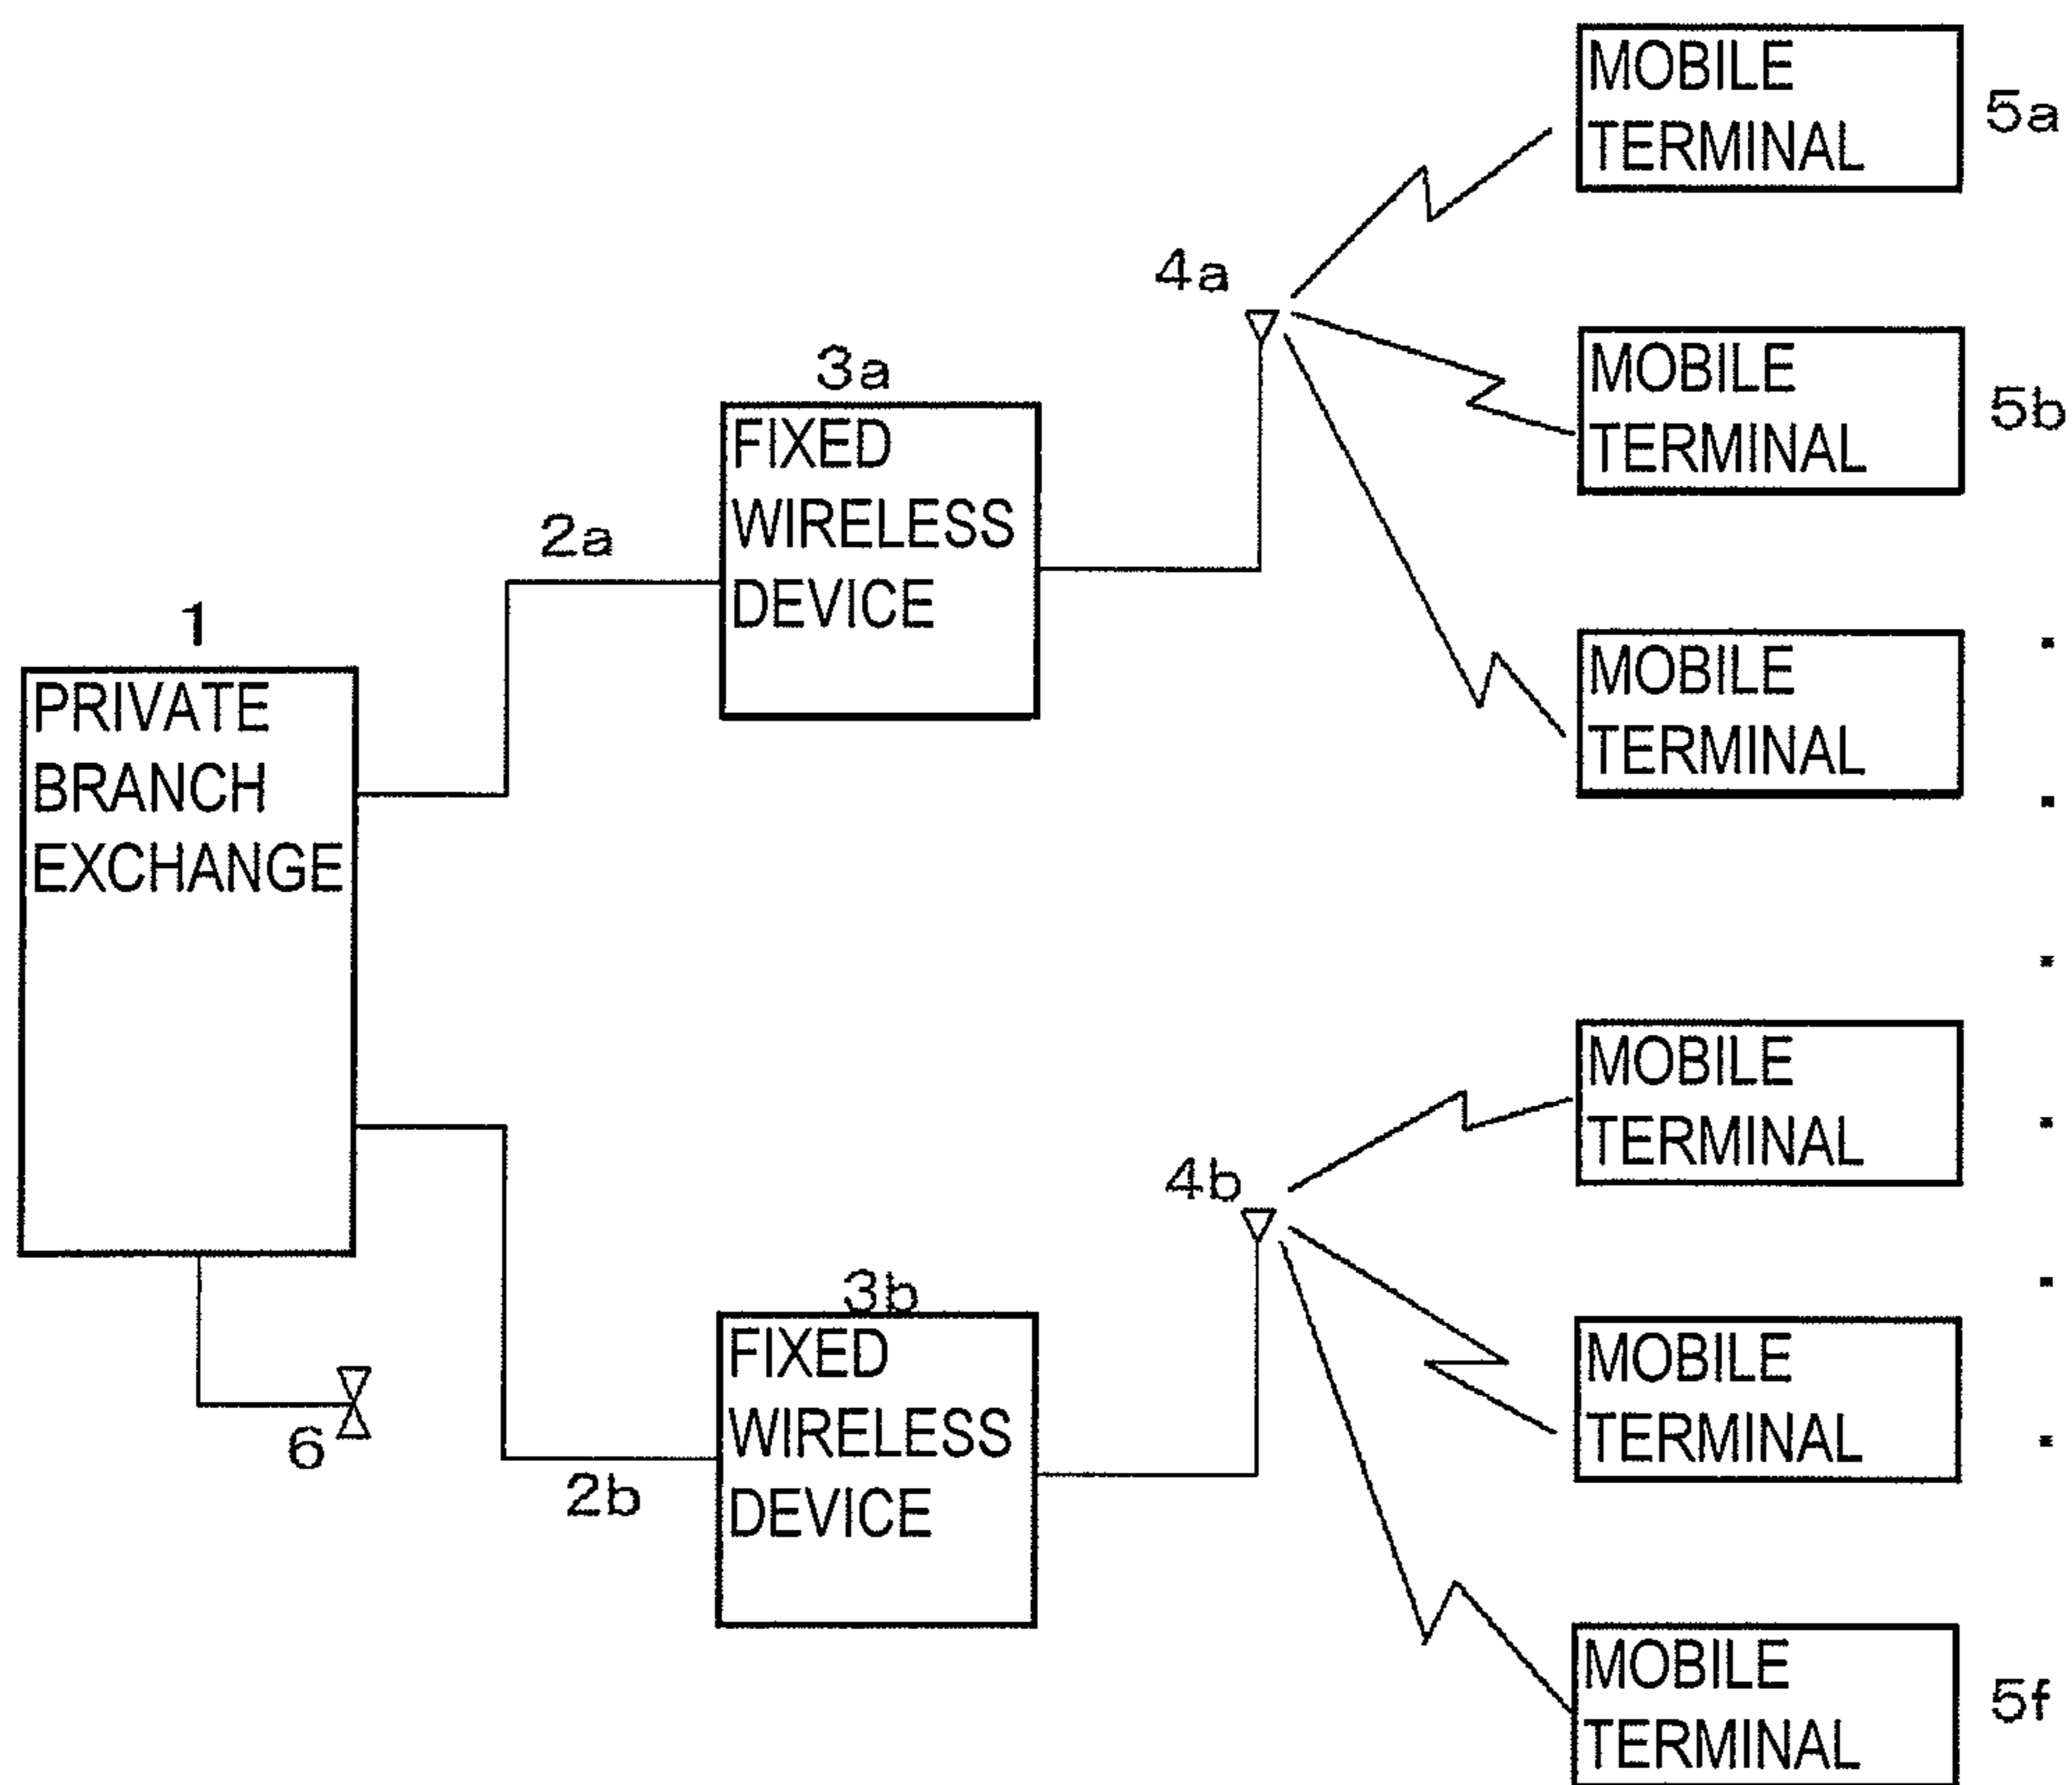 MOBILE
TERMINAL
5a
4a
MOBILE
TERMINAL
5b
3a
FIXED
WIRELESS
DEVICE
2a
1
PRIVATE
BRANCH
EXCHANGE
MOBILE
TERMINAL
MOBILE
TERMINAL
4b
3b
FIXED
WIRELESS
DEVICE
2b
6
MOBILE
TERMINAL
MOBILE
TERMINAL
5f